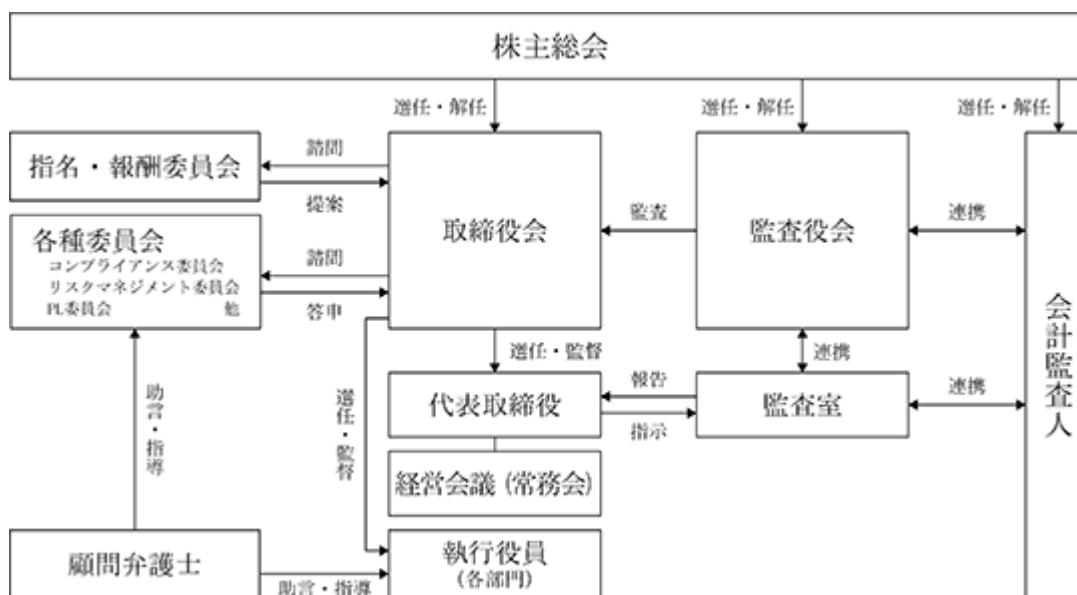 株主総会
選任・解任
選任・解任
選任・解任
指名・報酬委員会
諮問
提案
取締役会
監査
監査役会
連携
各種委員会
コンプライアンス委員会
リスクマネジメント委員会
PL委員会 他
諮問
答申
選任・監督
連携
会計監査人
助言・指導
選任・監督
代表取締役
報告
指示
監査室
連携
経営会議(常務会)
顧問弁護士
助言・指導
執行役員
(各部門)